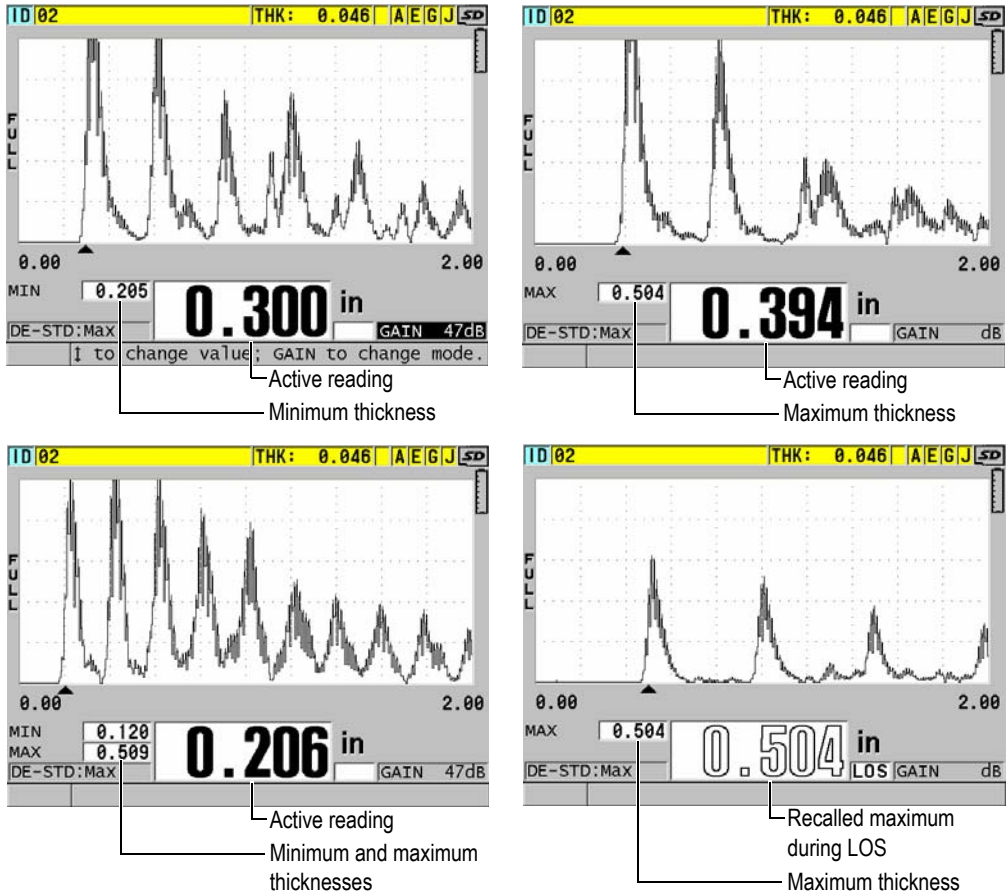 ID 02 THK: 0.046 A E G J SD
FULL
0.00 2.00
MIN 0.205
0.300 in
DE-STD:Max GAIN 47dB
↕ to change value; GAIN to change mode.
Active reading
Minimum thickness
ID 02 THK: 0.046 A E G J SD
FULL
0.00 2.00
MAX 0.504
0.394 in
DE-STD:Max GAIN dB
Active reading
Maximum thickness
ID 02 THK: 0.046 A E G J SD
FULL
0.00 2.00
MIN 0.120
MAX 0.509
0.206 in
DE-STD:Max GAIN 47dB
Active reading
Minimum and maximum
thicknesses
ID 02 THK: 0.046 A E G J SD
FULL
0.00 2.00
MAX 0.504
0.504 in
DE-STD:Max LOS GAIN dB
Recalled maximum
during LOS
Maximum thickness